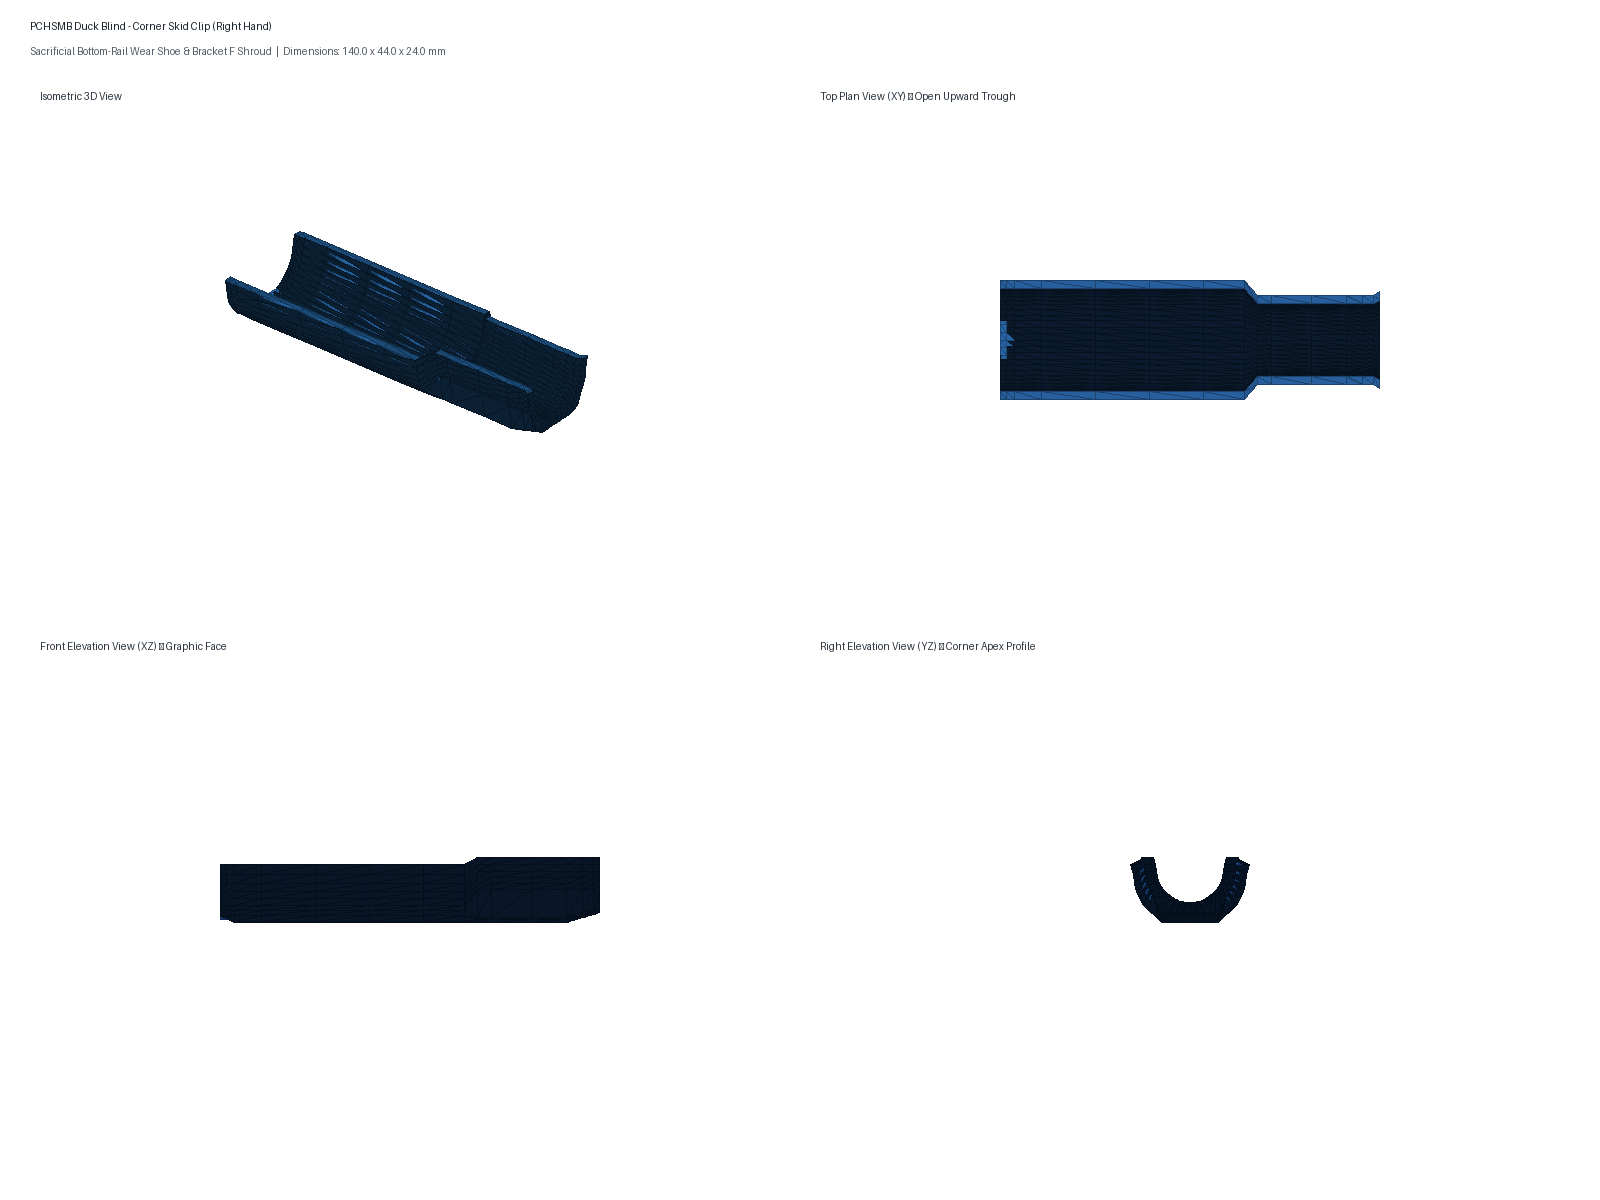 PCHSMB Duck Blind - Corner Skid Clip (Right Hand)
Sacrificial Bottom-Rail Wear Shoe & Bracket F Shroud | Dimensions: 140.0 x 44.0 x 24.0 mm
Isometric 3D View
Top Plan View (XY) ▯ Open Upward Trough
Front Elevation View (XZ) ▯ Graphic Face
Right Elevation View (YZ) ▯ Corner Apex Profile